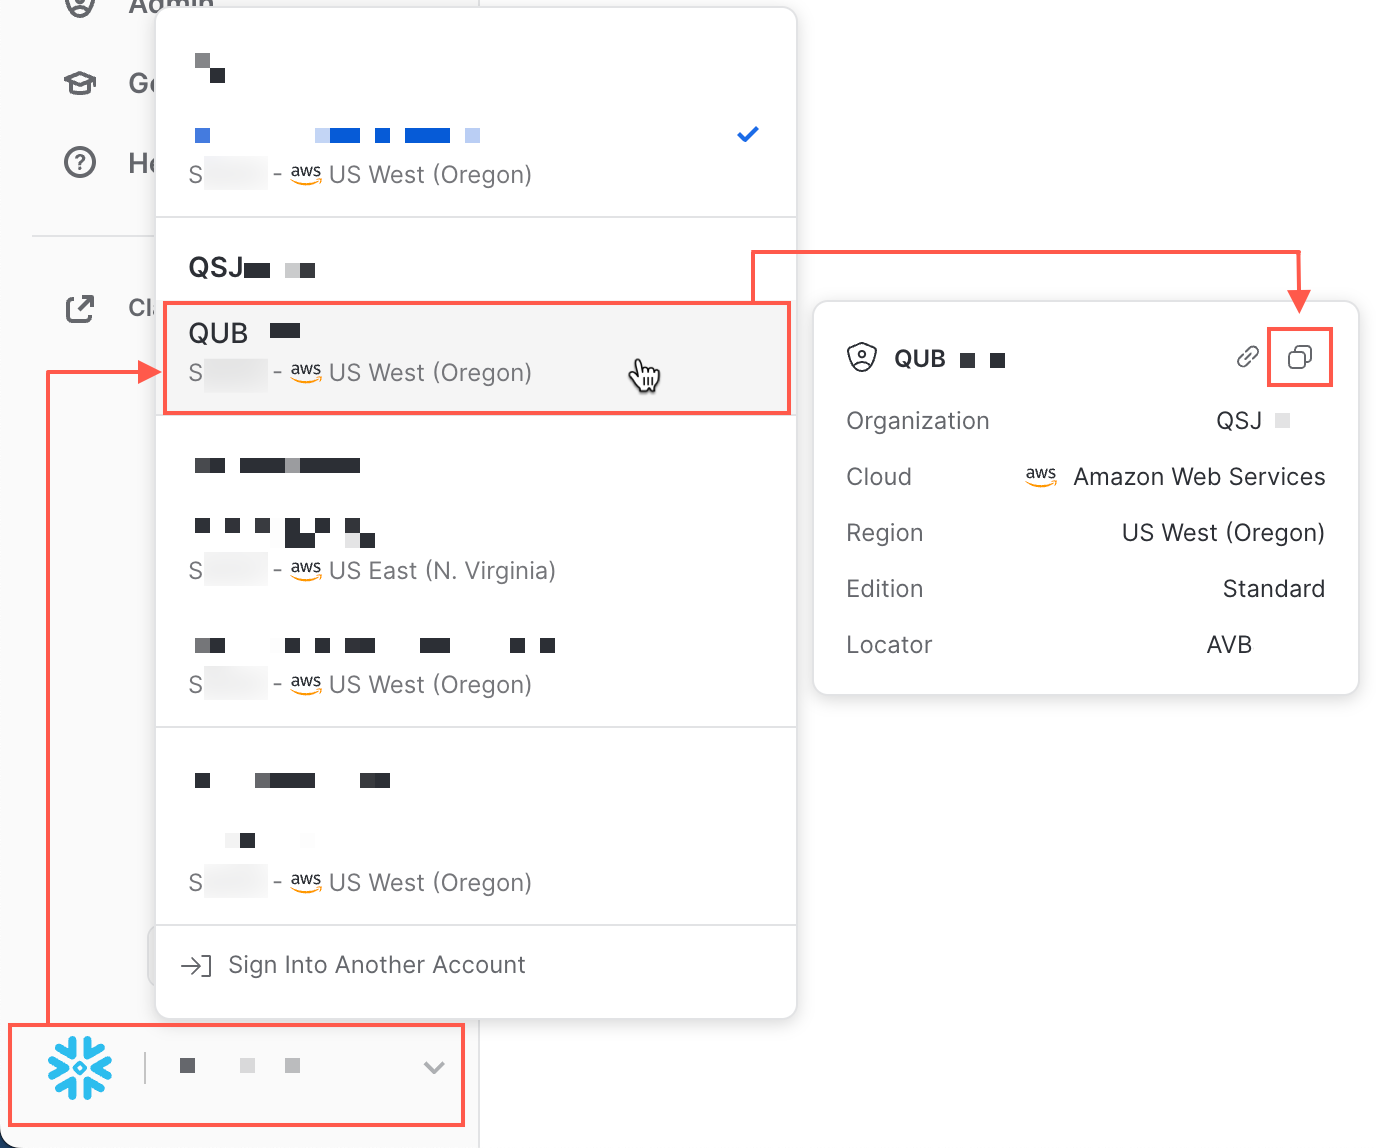 Admin
S - aws US West (Oregon)
QSJ
QUB
S - aws US West (Oregon)
S - aws US East (N. Virginia)
S - aws US West (Oregon)
S - aws US West (Oregon)
Sign Into Another Account
QUB
Organization QSJ
Cloud aws Amazon Web Services
Region US West (Oregon)
Edition Standard
Locator AVB